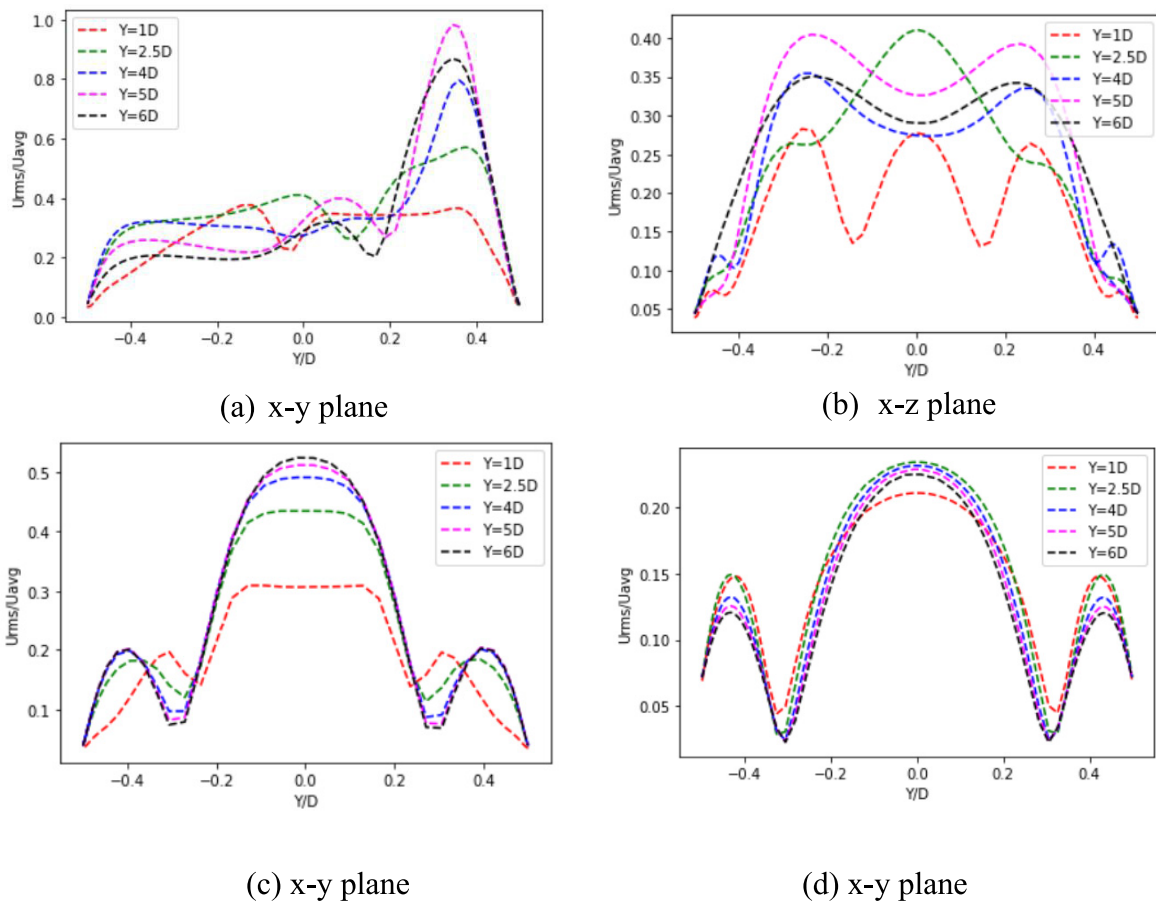 1.0
0.8
0.6
0.4
0.2
0.0
Urms/Uavg
Y=1D
Y=2.5D
Y=4D
Y=5D
Y=6D
−0.4 −0.2 0.0 0.2 0.4
Y/D
(a) x-y plane
0.40
0.35
0.30
0.25
0.20
0.15
0.10
0.05
Urms/Uavg
Y=1D
Y=2.5D
Y=4D
Y=5D
Y=6D
−0.4 −0.2 0.0 0.2 0.4
Y/D
(b) x-z plane
0.5
0.4
0.3
0.2
0.1
Urms/Uavg
Y=1D
Y=2.5D
Y=4D
Y=5D
Y=6D
−0.4 −0.2 0.0 0.2 0.4
Y/D
(c) x-y plane
0.20
0.15
0.10
0.05
Urms/Uavg
Y=1D
Y=2.5D
Y=4D
Y=5D
Y=6D
−0.4 −0.2 0.0 0.2 0.4
Y/D
(d) x-y plane